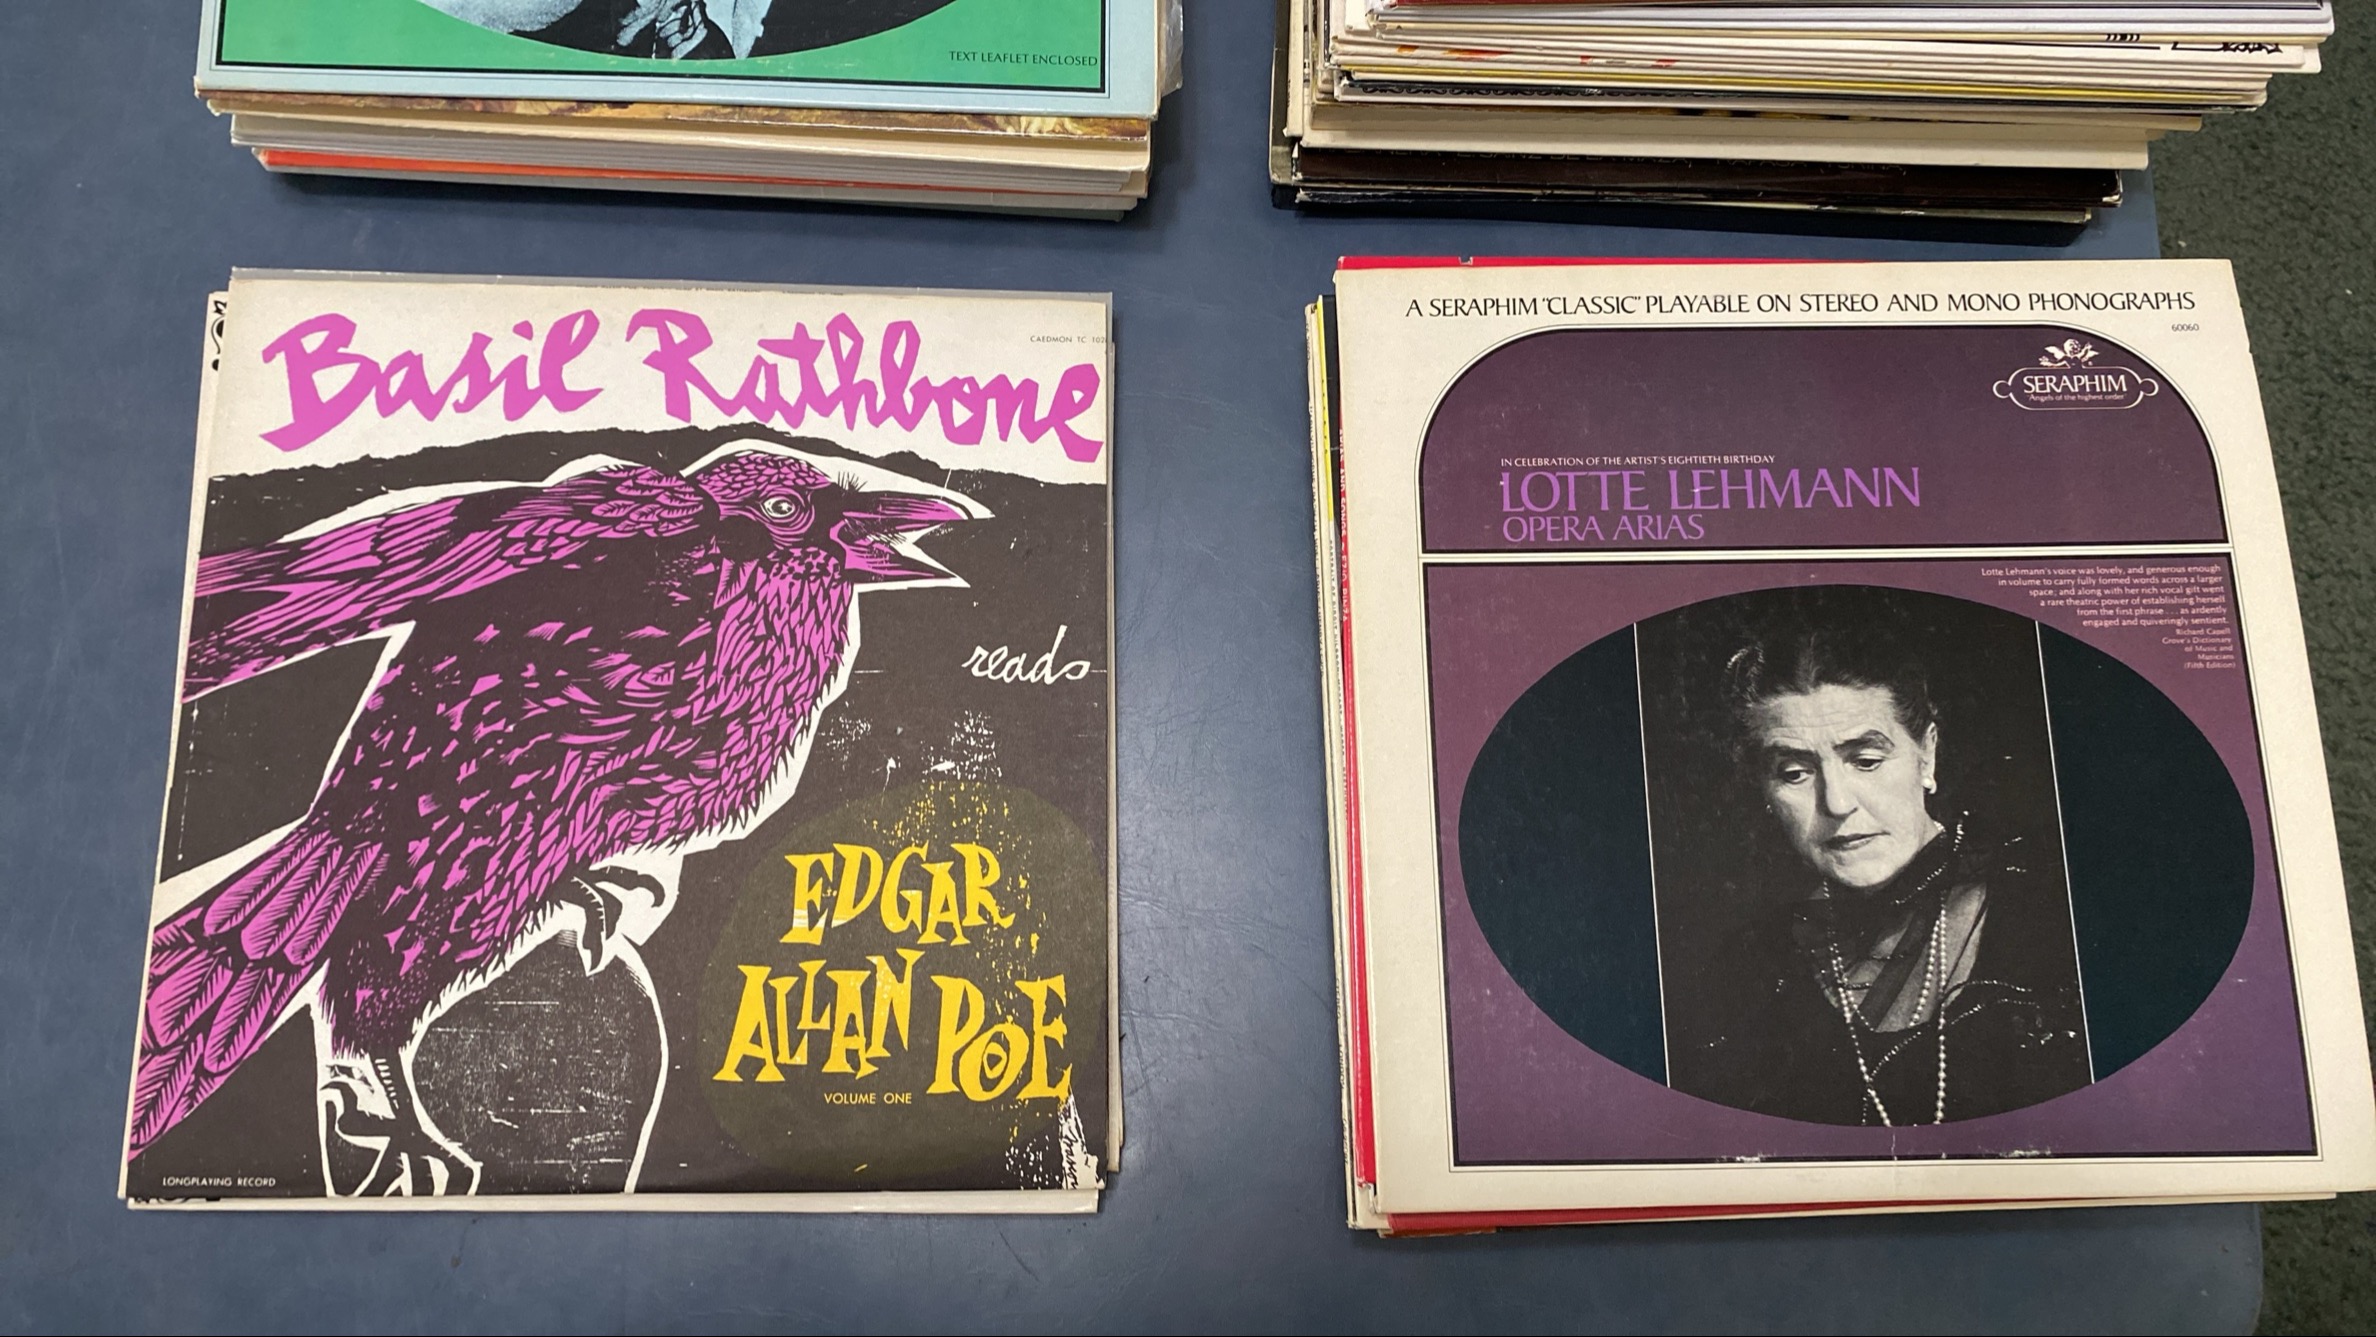 TEXT LEAFLET ENCLOSED
Basil Rathbone
CAEDMON TC 102
reads
EDGAR
ALLAN POE
VOLUME ONE
LONGPLAYING RECORD
A SERAPHIM "CLASSIC" PLAYABLE ON STEREO AND MONO PHONOGRAPHS
60060
SERAPHIM
"Angels of the highest order"
IN CELEBRATION OF THE ARTIST'S EIGHTIETH BIRTHDAY
LOTTE LEHMANN
OPERA ARIAS
Lotte Lehmann's voice was lovely, and generous enough
in volume to carry fully formed words across a larger
space; and along with her rich vocal gift went
a rare theatric power of establishing herself
from the first phrase . . . as ardently
engaged and quiveringly sentient.
Richard Capell
Grove's Dictionary
of Music and
Musicians
(Fifth Edition)